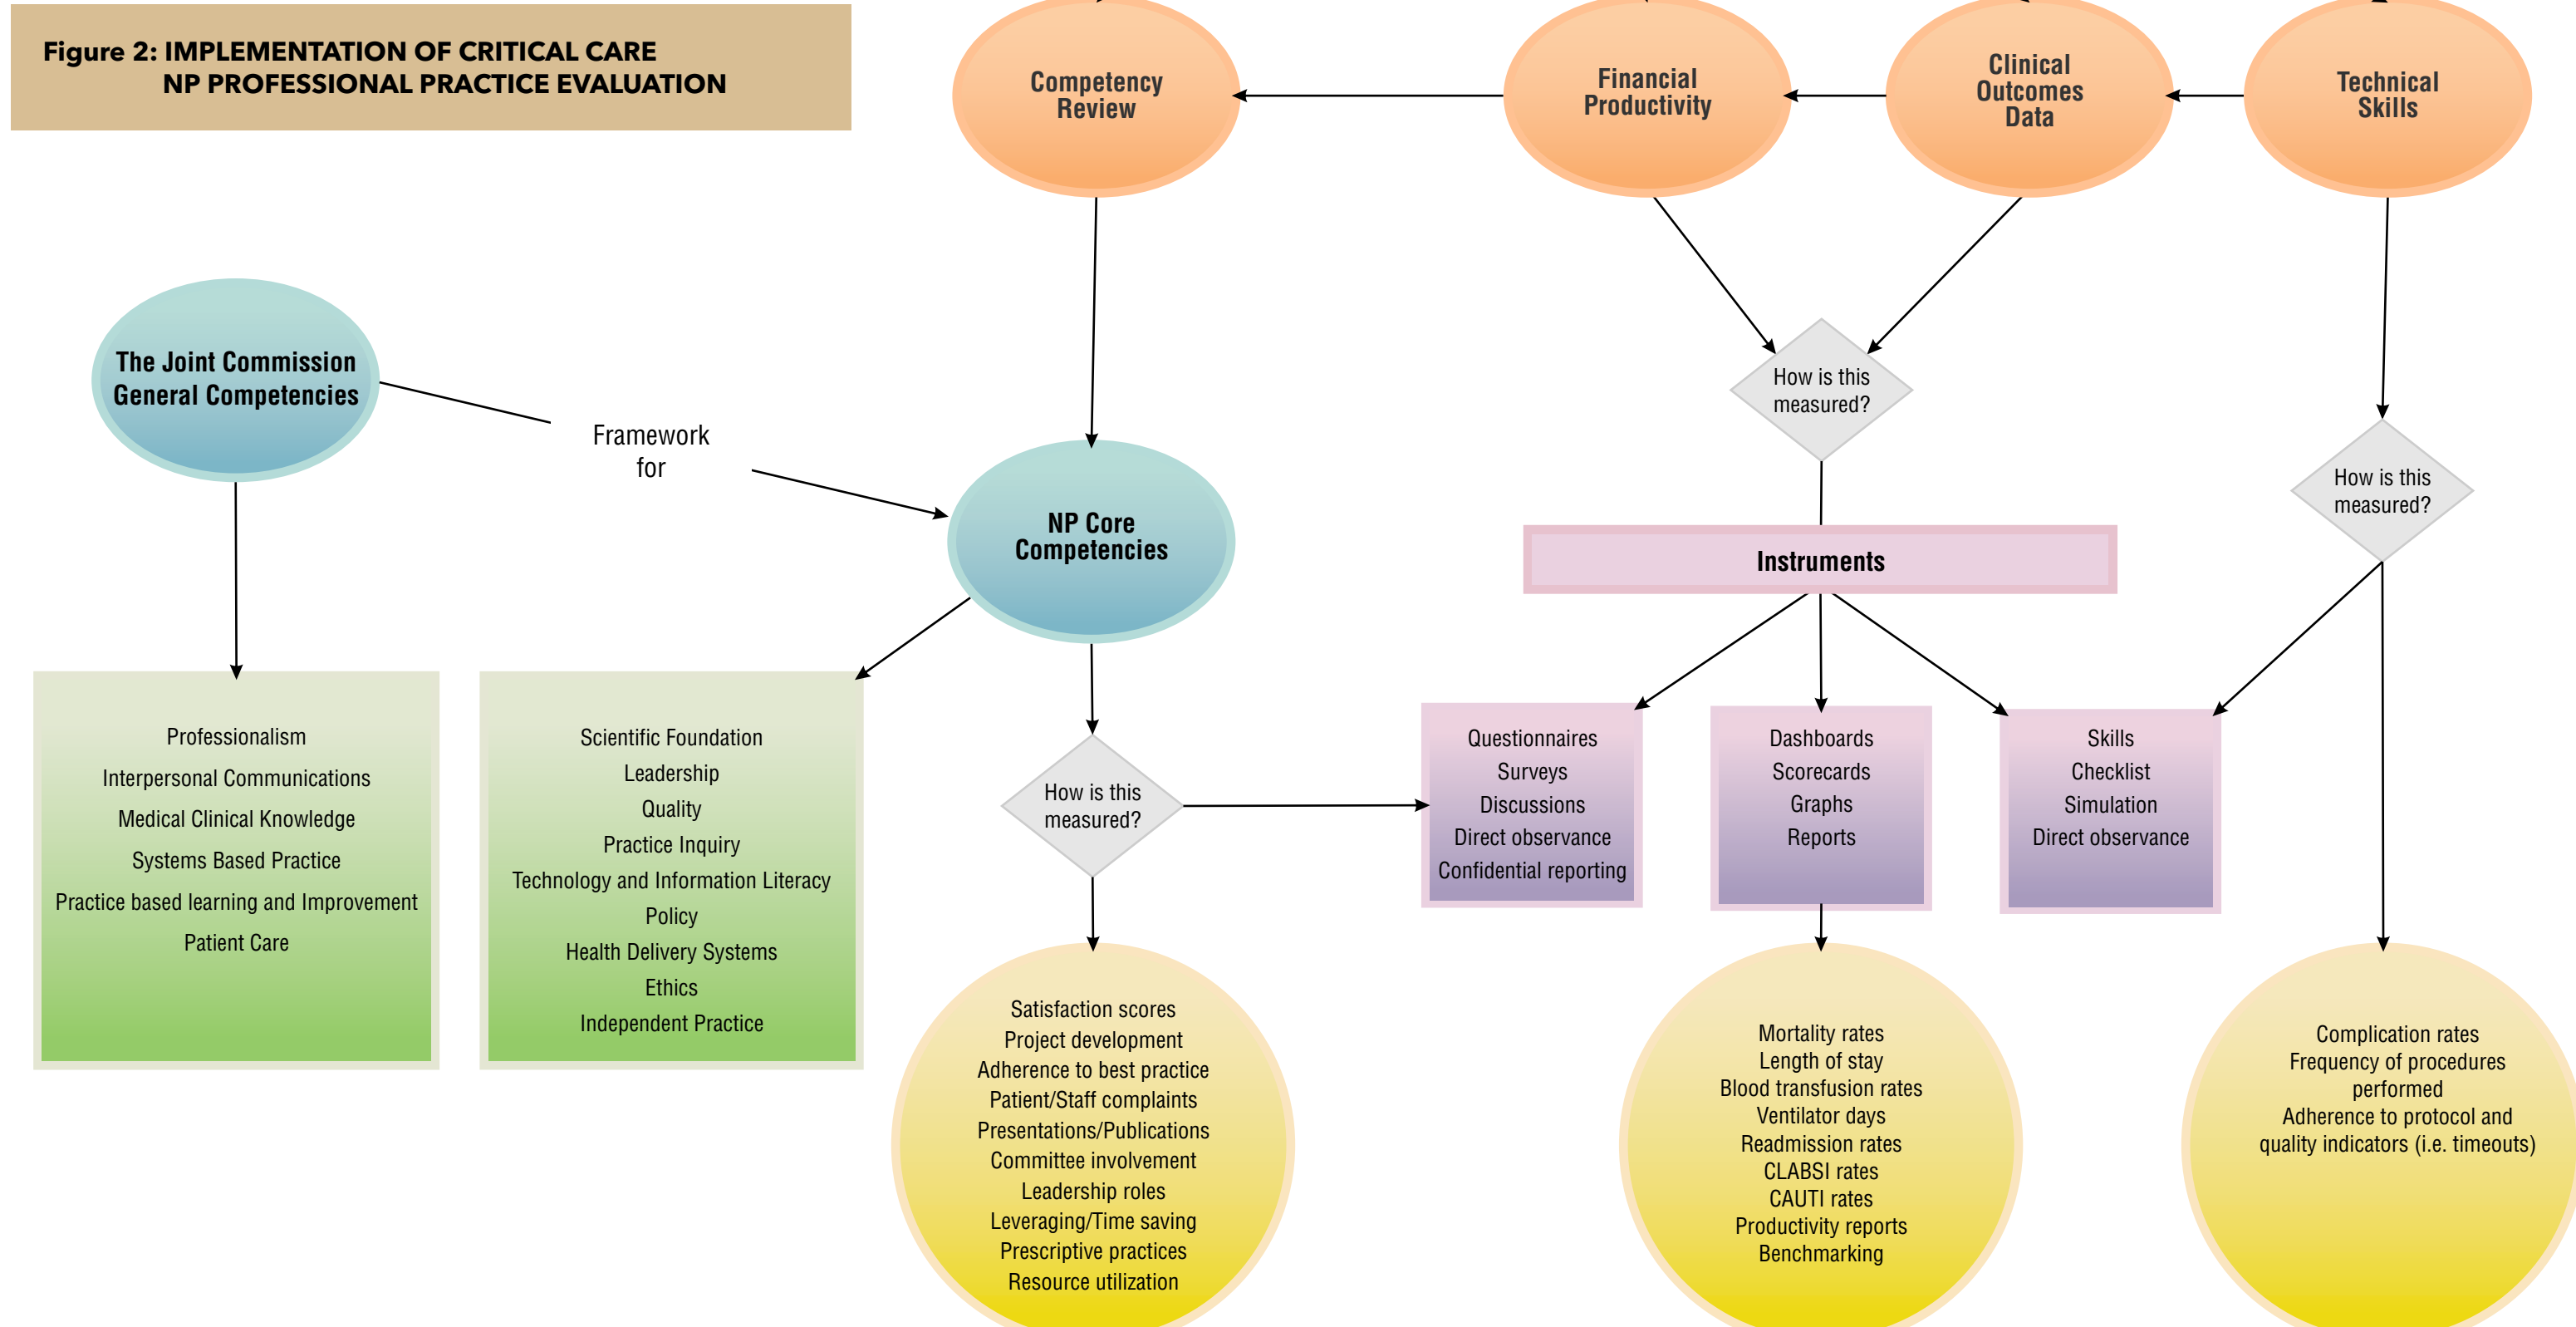 Figure 2: IMPLEMENTATION OF CRITICAL CARE
NP PROFESSIONAL PRACTICE EVALUATION
Competency
Review
Financial
Productivity
Clinical
Outcomes
Data
Technical
Skills
The Joint Commission
General Competencies
Framework
for
NP Core
Competencies
How is this
measured?
How is this
measured?
Instruments
Professionalism
Interpersonal Communications
Medical Clinical Knowledge
Systems Based Practice
Practice based learning and Improvement
Patient Care
Scientific Foundation
Leadership
Quality
Practice Inquiry
Technology and Information Literacy
Policy
Health Delivery Systems
Ethics
Independent Practice
How is this
measured?
Questionnaires
Surveys
Discussions
Direct observance
Confidential reporting
Dashboards
Scorecards
Graphs
Reports
Skills
Checklist
Simulation
Direct observance
Satisfaction scores
Project development
Adherence to best practice
Patient/Staff complaints
Presentations/Publications
Committee involvement
Leadership roles
Leveraging/Time saving
Prescriptive practices
Resource utilization
Mortality rates
Length of stay
Blood transfusion rates
Ventilator days
Readmission rates
CLABSI rates
CAUTI rates
Productivity reports
Benchmarking
Complication rates
Frequency of procedures
performed
Adherence to protocol and
quality indicators (i.e. timeouts)